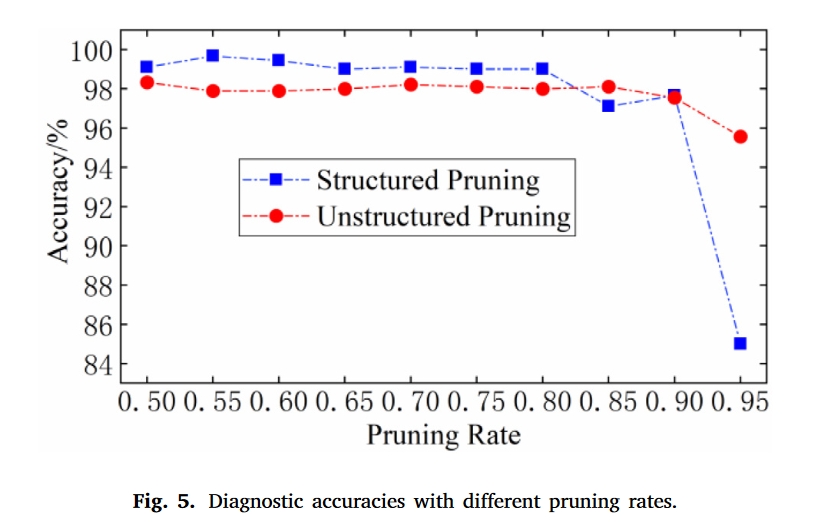 100
98
96
94
92
90
88
86
84
Accuracy/%
Structured Pruning
Unstructured Pruning
0.50 0.55 0.60 0.65 0.70 0.75 0.80 0.85 0.90 0.95
Pruning Rate
Fig. 5. Diagnostic accuracies with different pruning rates.